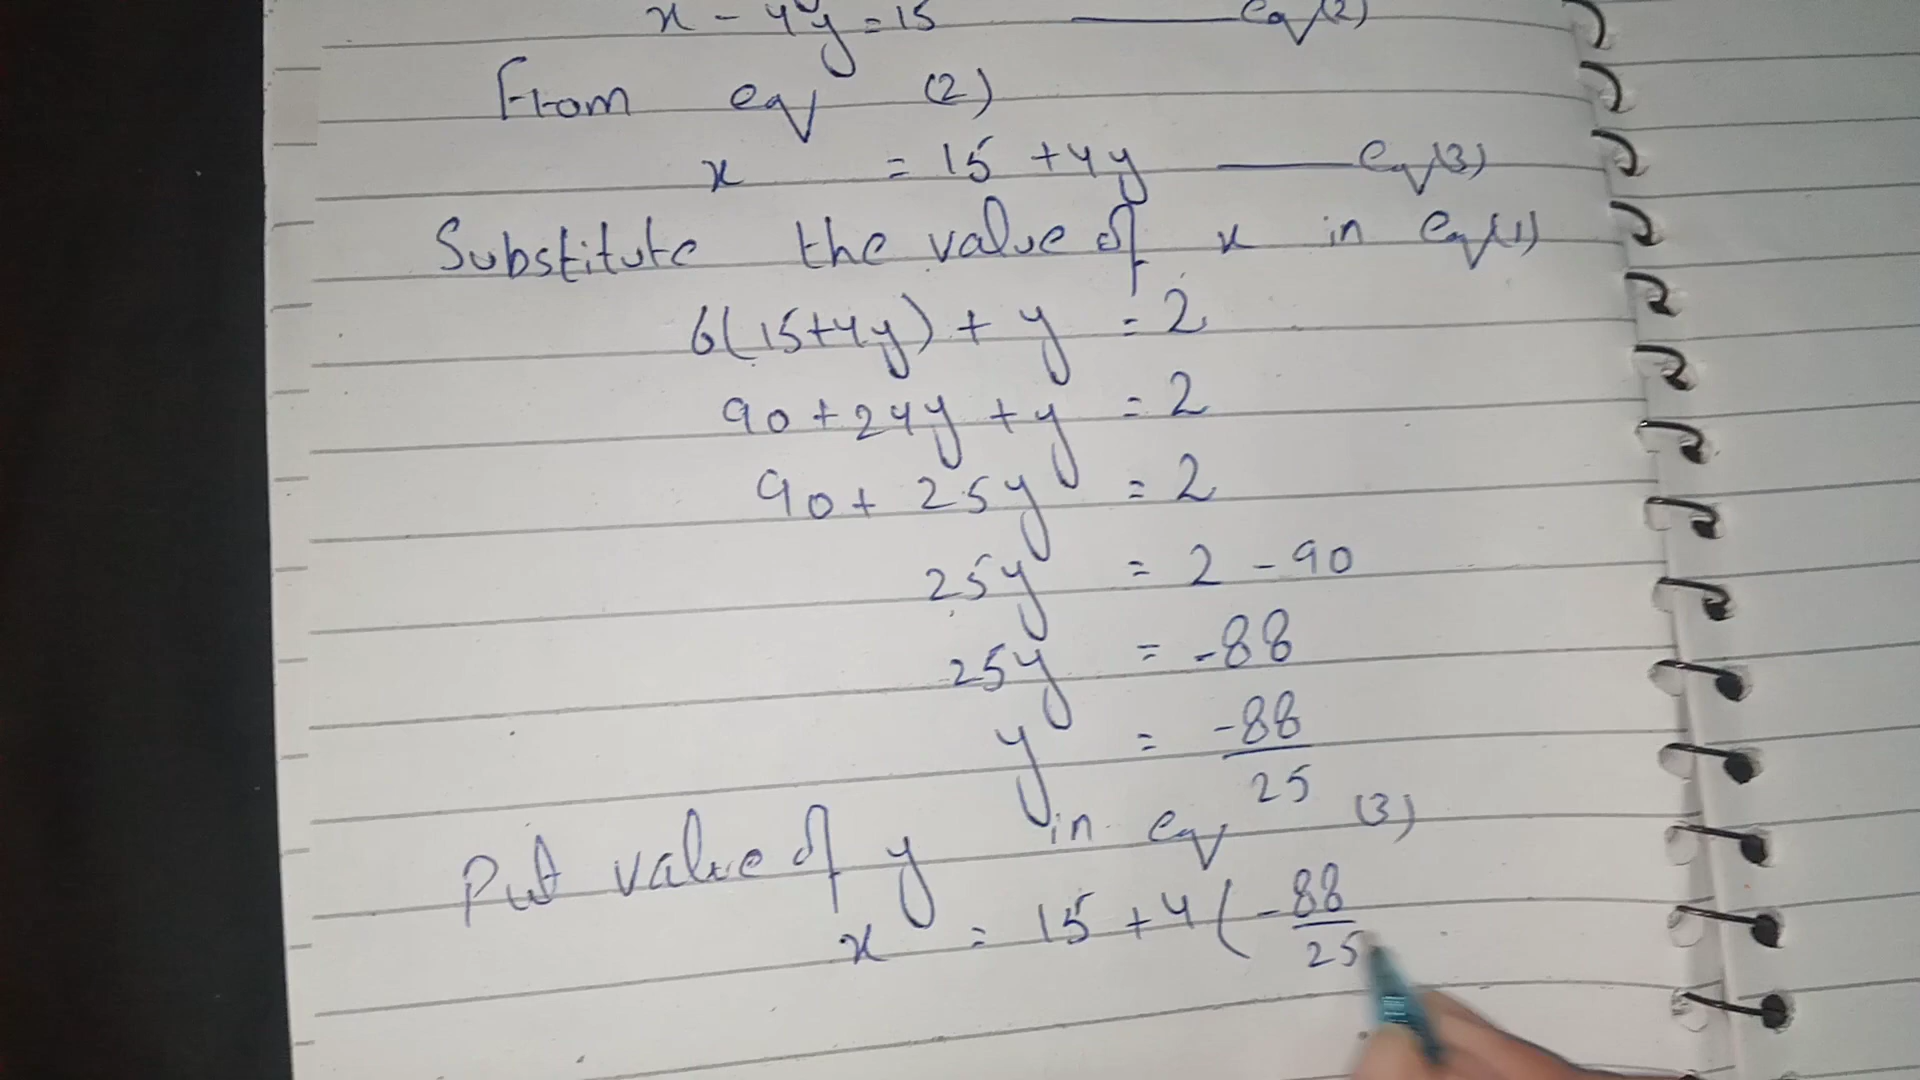 x - 4y = 15 —— eq(2)
From eq (2)
x = 15 + 4y —— eq(3)
Substitute the value of x in eq(1)
6(15+4y) + y = 2
90 + 24y + y = 2
90 + 25y = 2
25y = 2 - 90
25y = -88
y = -88/25
Put value of y in eq (3)
x = 15 + 4(-88/25